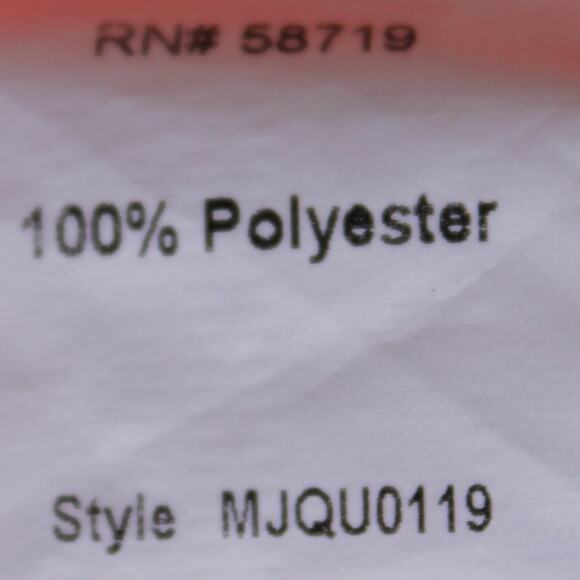 RN# 58719
100% Polyester
Style MJQU0119